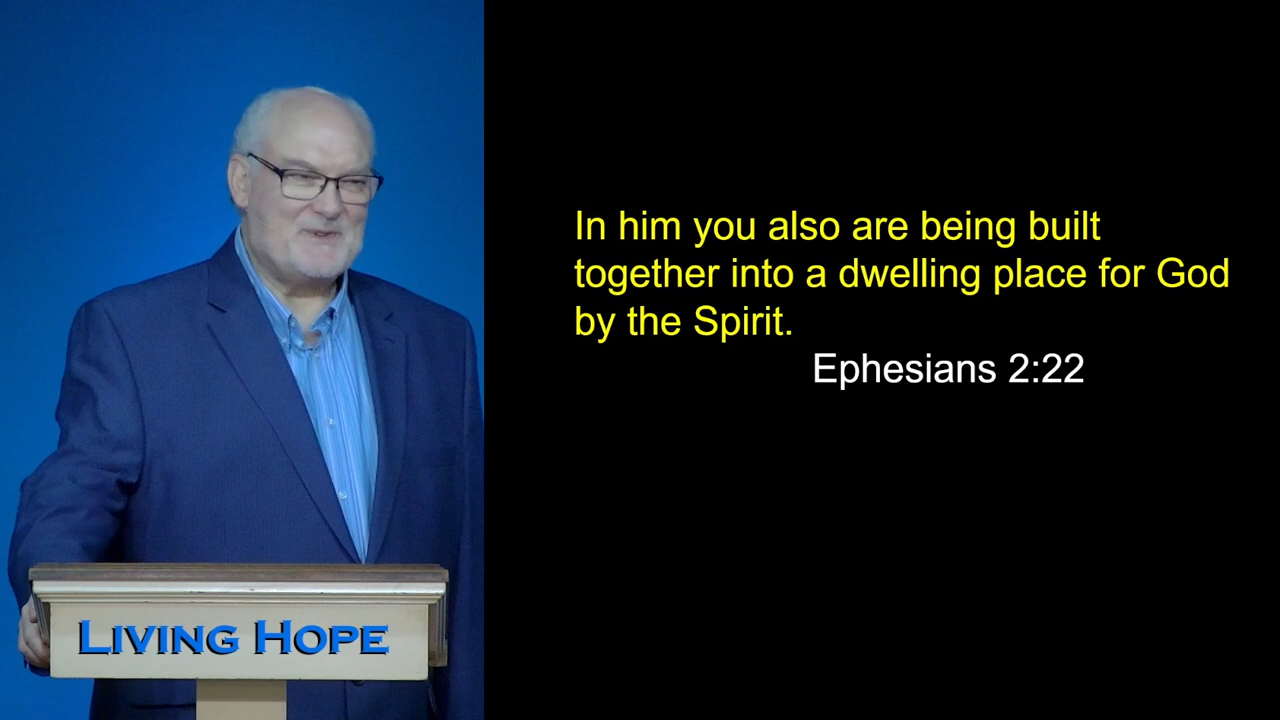 In him you also are being built
together into a dwelling place for God
by the Spirit.
Ephesians 2:22
LIVING HOPE